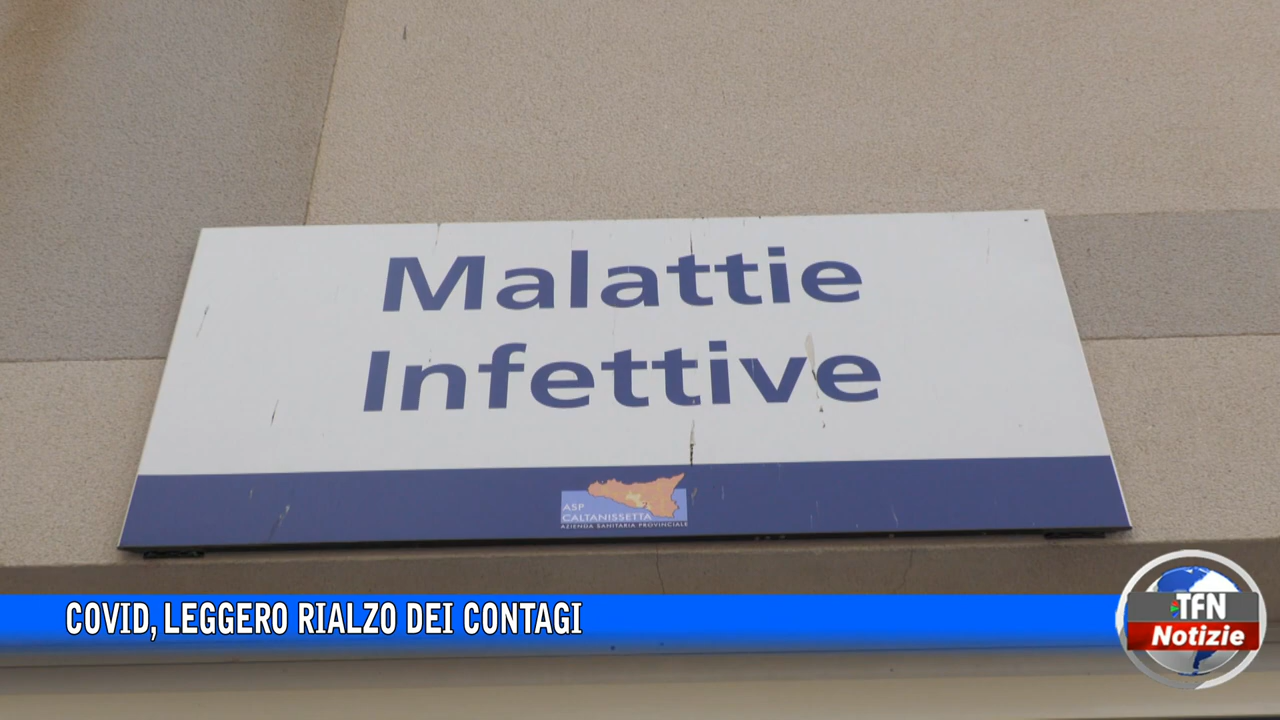 Malattie
Infettive
ASP
CALTANISSETTA
AZIENDA SANITARIA PROVINCIALE
COVID, LEGGERO RIALZO DEI CONTAGI
TFN
Notizie